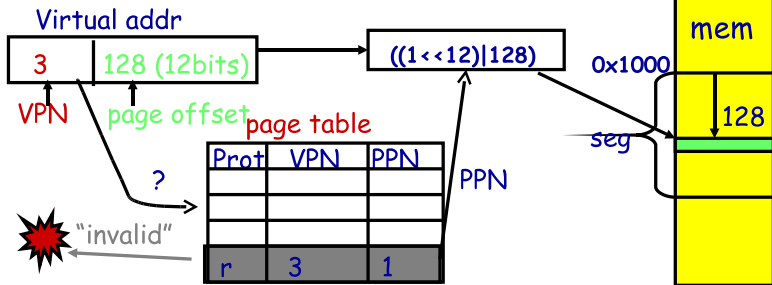 Virtual addr
3 128 (12bits)
VPN
page offset
((1<<12)|128)
mem
0x1000
128
seg
page table
Prot VPN PPN
?
PPN
"invalid"
r 3 1